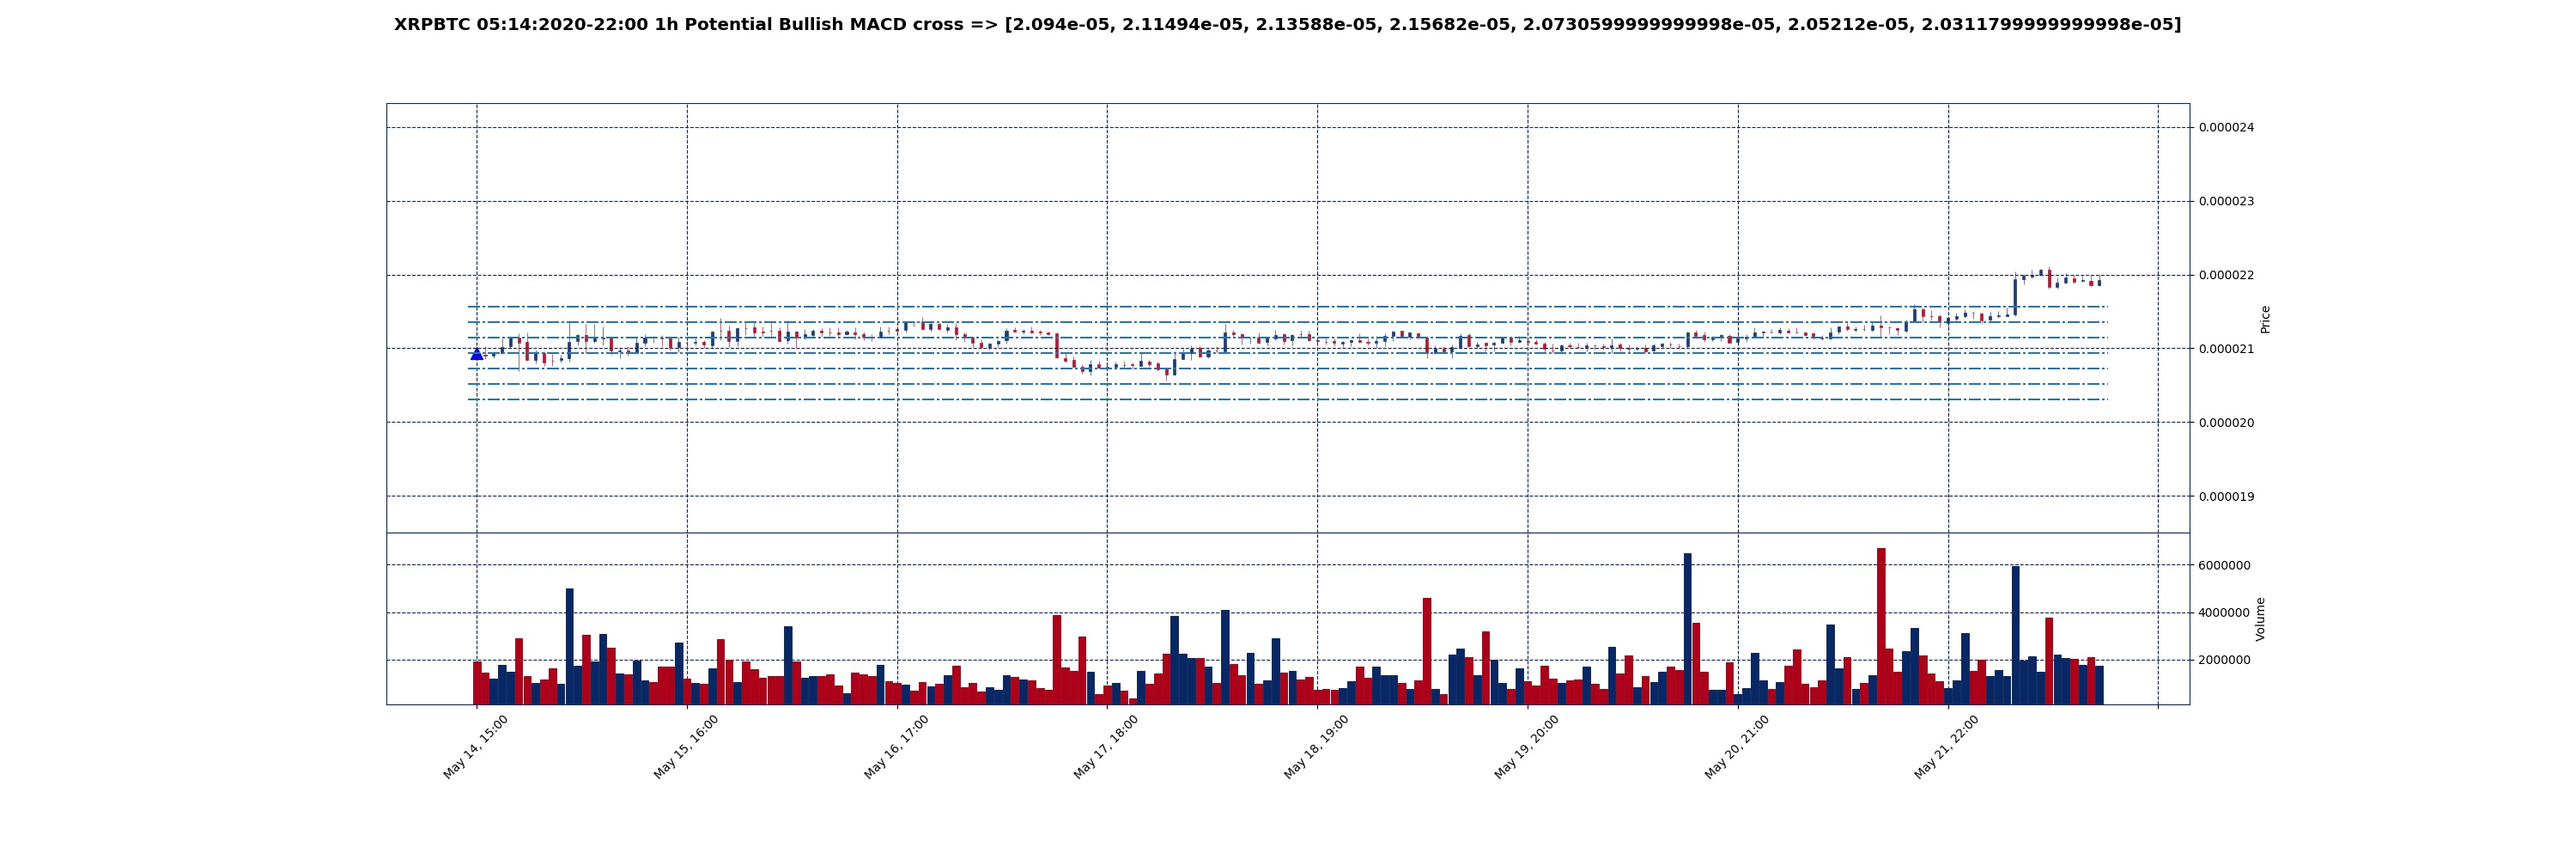 XRPBTC 05:14:2020-22:00 1h Potential Bullish MACD cross => [2.094e-05, 2.11494e-05, 2.13588e-05, 2.15682e-05, 2.0730599999999998e-05, 2.05212e-05, 2.0311799999999998e-05]
0.000024
0.000023
0.000022
0.000021
0.000020
0.000019
Price
6000000
4000000
2000000
Volume
May 14, 15:00
May 15, 16:00
May 16, 17:00
May 17, 18:00
May 18, 19:00
May 19, 20:00
May 20, 21:00
May 21, 22:00